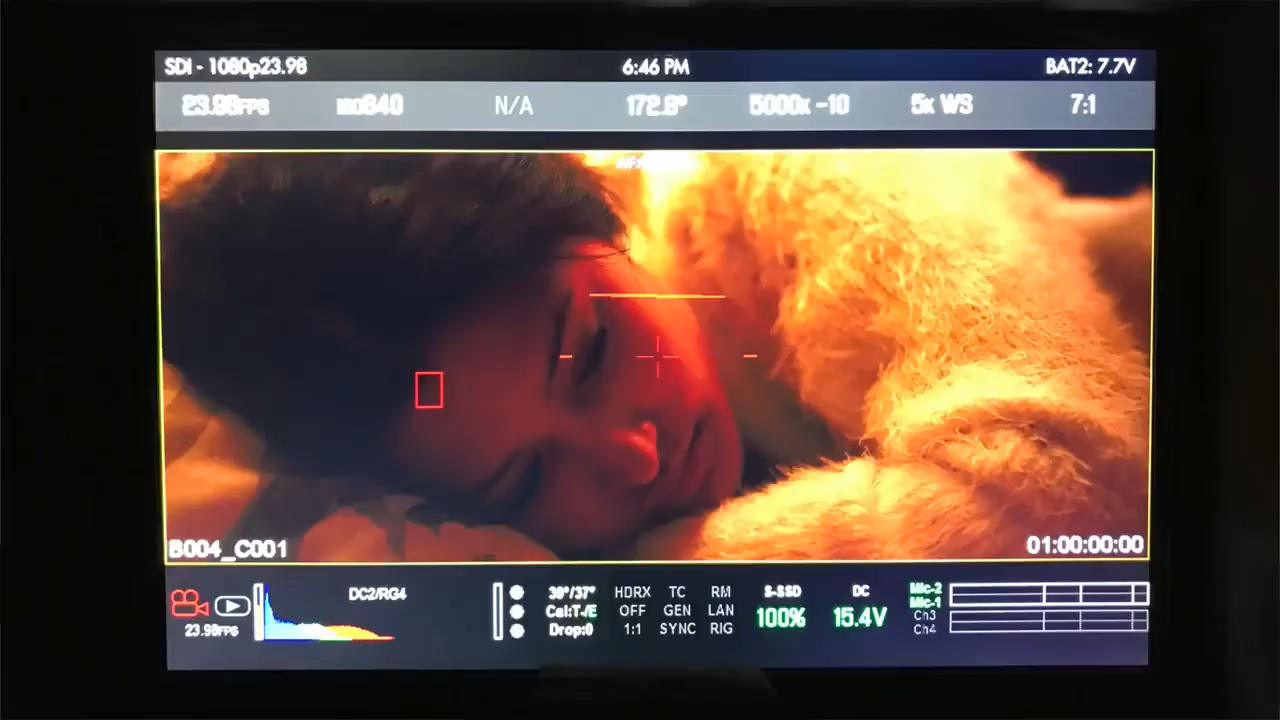 SDI - 1080p23.98 6:46 PM BAT2: 7.7V
23.98FPS ISO640 N/A 172.8° 5000K -10 5K WS 7:1
B004_C001 01:00:00:00
DC2/RG4 30°/37° HDRX TC RM S-SSD DC Mic-2
Mic-1
Cal:T-/E OFF GEN LAN 100% 15.4V Ch3
23.98FPS Drop:0 1:1 SYNC RIG Ch4